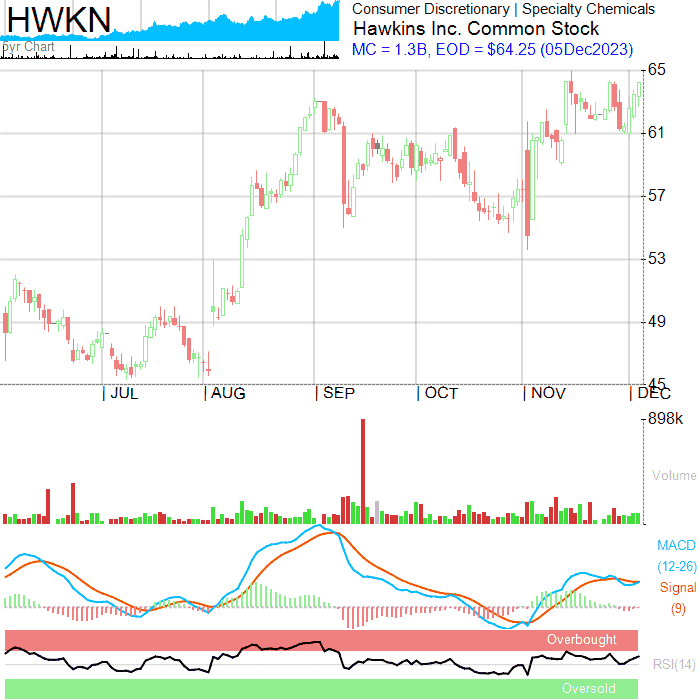 HWKN
5yr Chart
Consumer Discretionary | Specialty Chemicals
Hawkins Inc. Common Stock
MC = 1.3B, EOD = $64.25 (05Dec2023)
65
61
57
53
49
45
| JUL | AUG | SEP | OCT | NOV | DEC
898k
Volume
MACD
(12-26)
Signal
(9)
Overbought
RSI(14)
Oversold